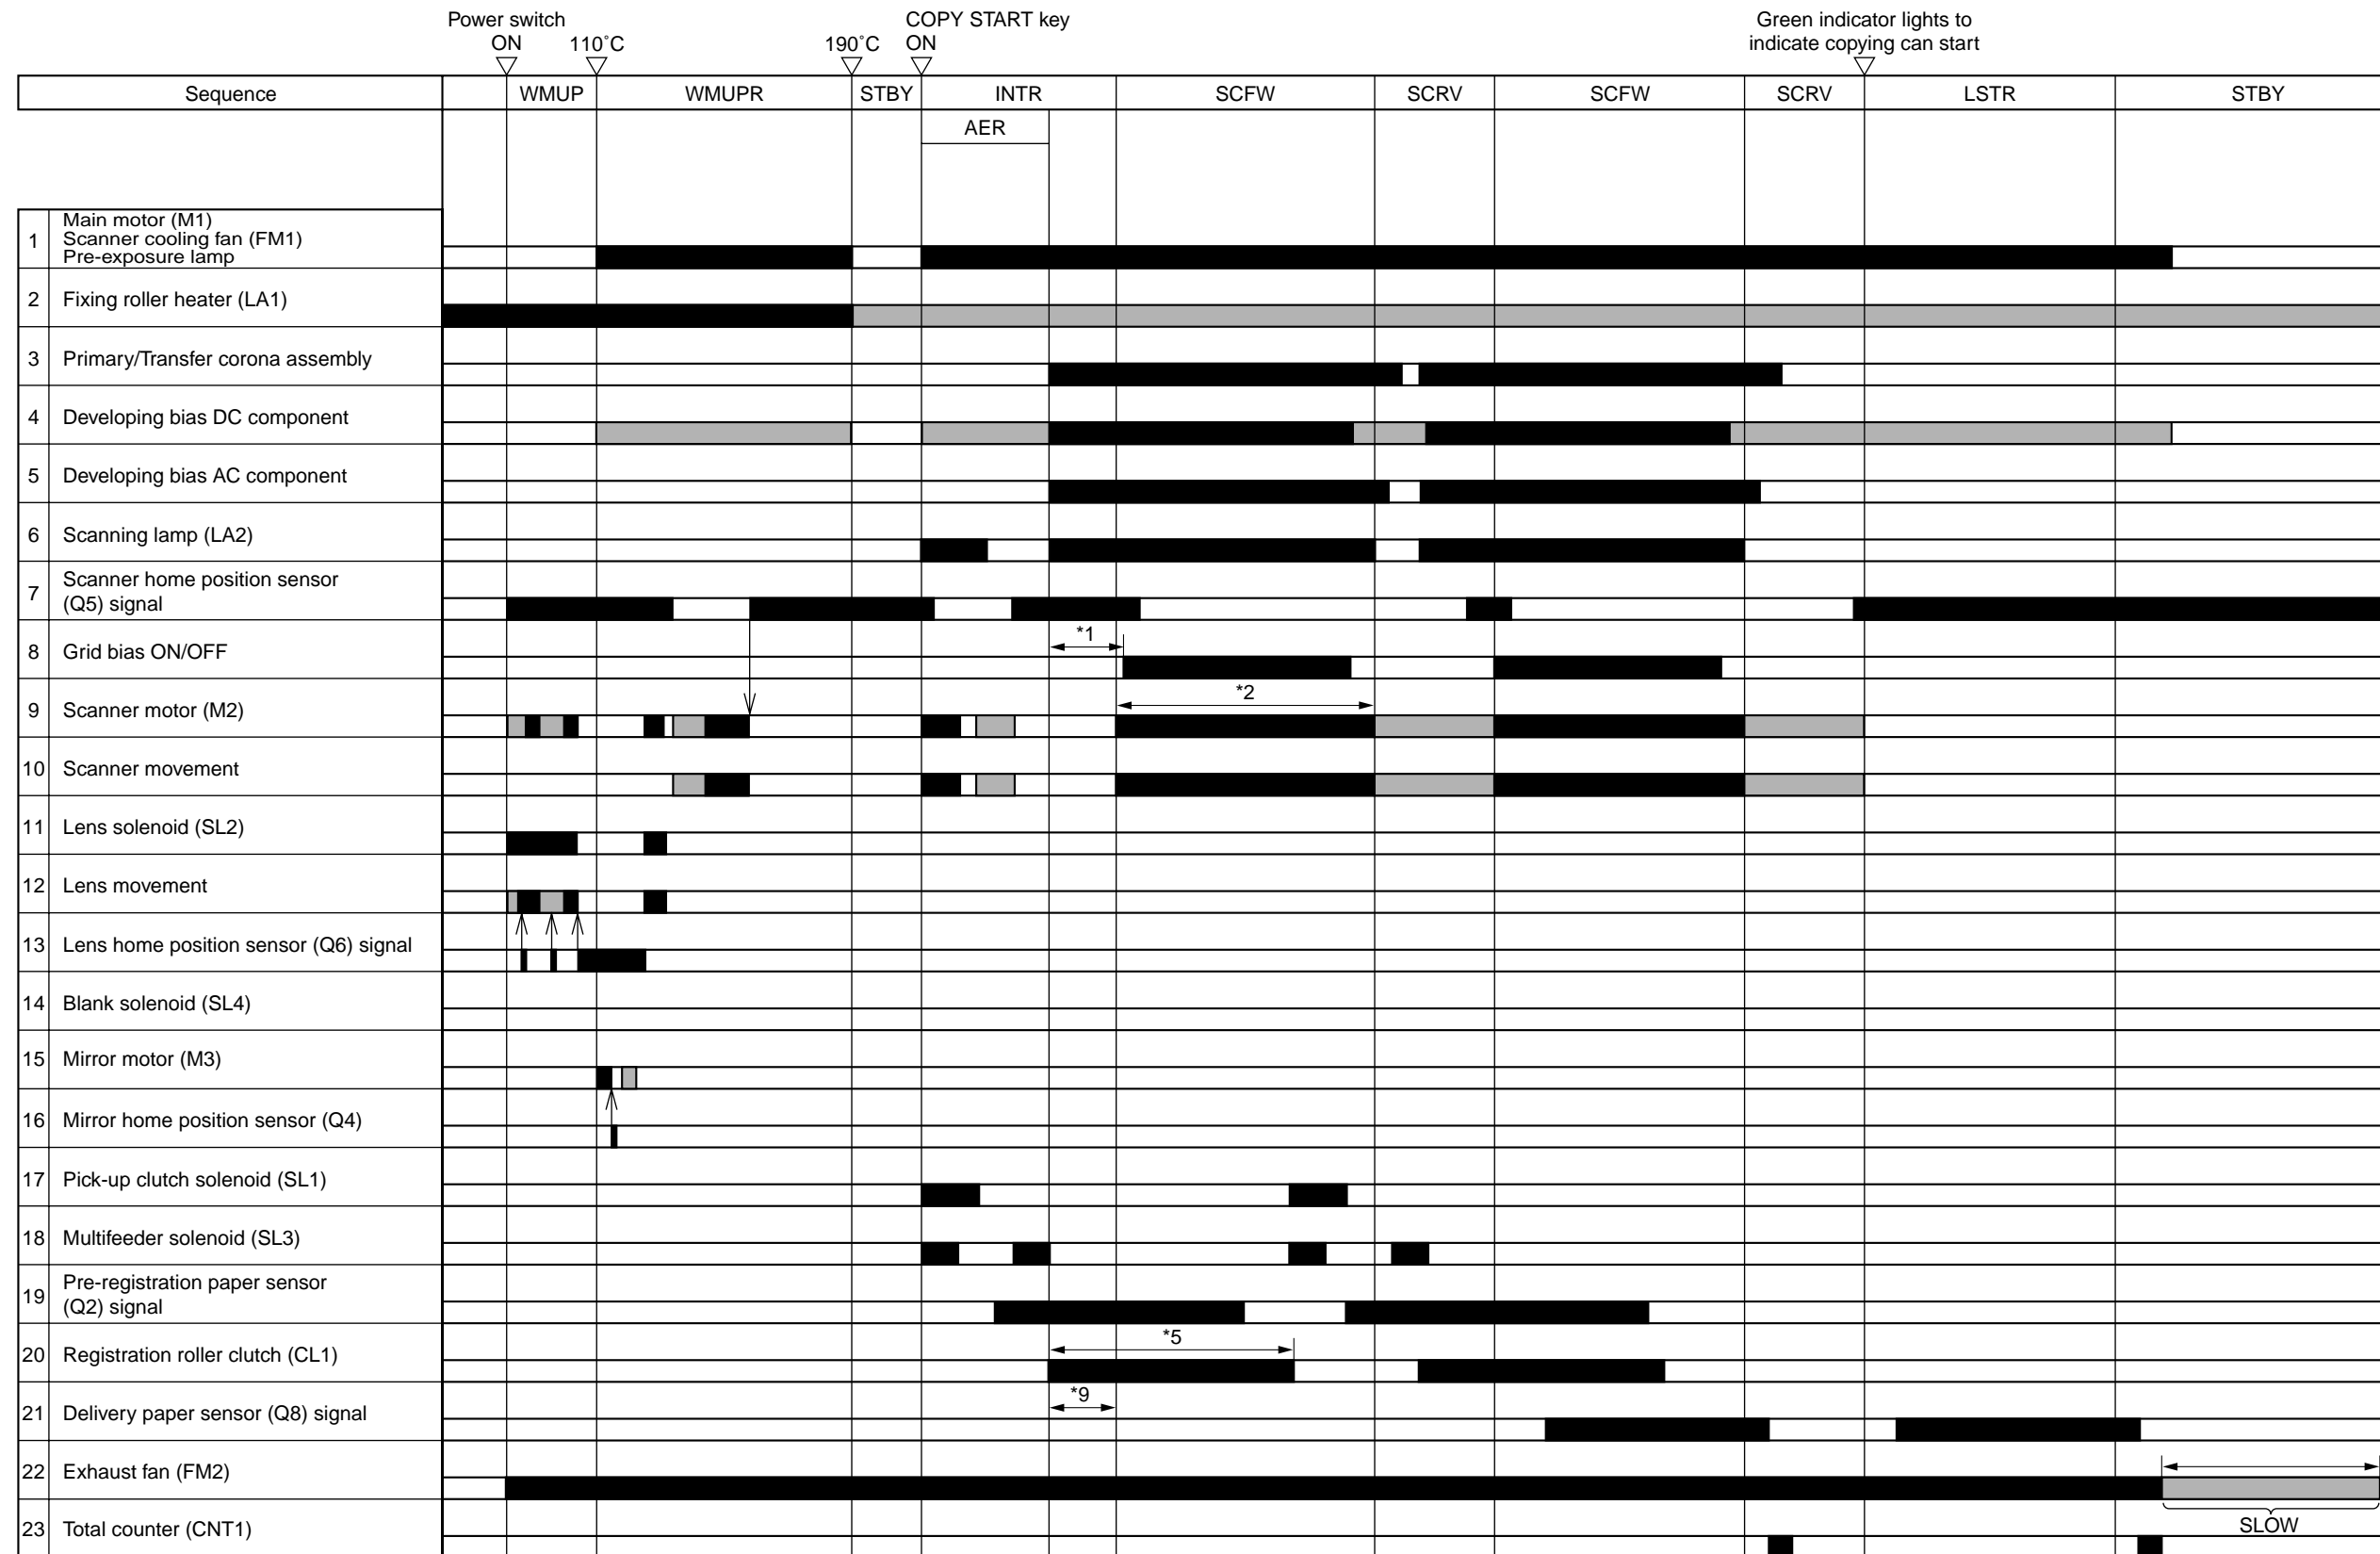 Power switch
ON
110˚C
190˚C
COPY START key
ON
Green indicator lights to
indicate copying can start
Sequence
WMUP
WMUPR
STBY
INTR
SCFW
SCRV
SCFW
SCRV
LSTR
STBY
AER
1
Main motor (M1)
Scanner cooling fan (FM1)
Pre-exposure lamp
2
Fixing roller heater (LA1)
3
Primary/Transfer corona assembly
4
Developing bias DC component
5
Developing bias AC component
6
Scanning lamp (LA2)
7
Scanner home position sensor
(Q5) signal
*1
8
Grid bias ON/OFF
*2
9
Scanner motor (M2)
10
Scanner movement
11
Lens solenoid (SL2)
12
Lens movement
13
Lens home position sensor (Q6) signal
14
Blank solenoid (SL4)
15
Mirror motor (M3)
16
Mirror home position sensor (Q4)
17
Pick-up clutch solenoid (SL1)
18
Multifeeder solenoid (SL3)
19
Pre-registration paper sensor
(Q2) signal
*5
20
Registration roller clutch (CL1)
*9
21
Delivery paper sensor (Q8) signal
22
Exhaust fan (FM2)
SLOW
23
Total counter (CNT1)